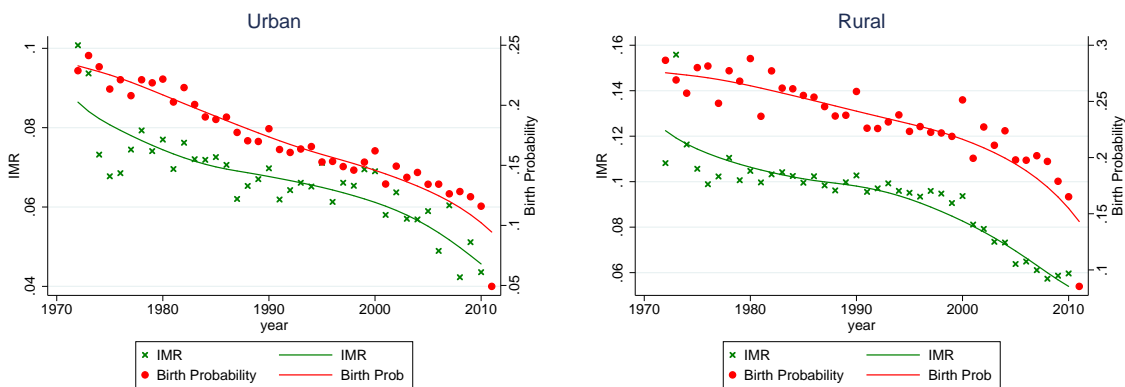 Urban
.1
.08
.06
.04
IMR
.25
.2
.15
.1
.05
Birth Probability
1970 1980 1990 2000 2010
year
IMR IMR
Birth Probability Birth Prob
Rural
.16
.14
.12
.1
.08
.06
IMR
.3
.25
.2
.15
.1
Birth Probability
1970 1980 1990 2000 2010
year
IMR IMR
Birth Probability Birth Prob